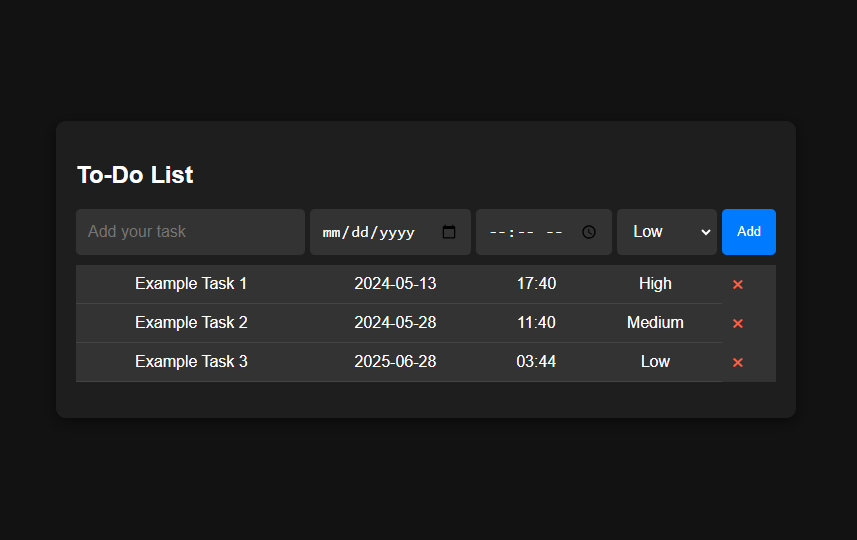 To-Do List
Add your task mm/dd/yyyy --:-- -- Low Add
Example Task 1 2024-05-13 17:40 High ×
Example Task 2 2024-05-28 11:40 Medium ×
Example Task 3 2025-06-28 03:44 Low ×